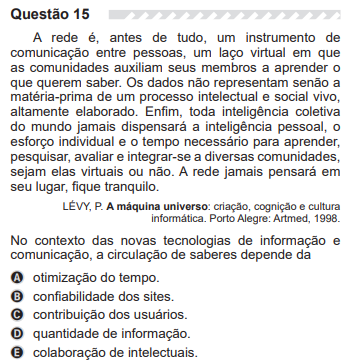 Questão 15
A rede é, antes de tudo, um instrumento de
comunicação entre pessoas, um laço virtual em que
as comunidades auxiliam seus membros a aprender o
que querem saber. Os dados não representam senão a
matéria-prima de um processo intelectual e social vivo,
altamente elaborado. Enfim, toda inteligência coletiva
do mundo jamais dispensará a inteligência pessoal, o
esforço individual e o tempo necessário para aprender,
pesquisar, avaliar e integrar-se a diversas comunidades,
sejam elas virtuais ou não. A rede jamais pensará em
seu lugar, fique tranquilo.
LÉVY, P. A máquina universo: criação, cognição e cultura
informática. Porto Alegre: Artmed, 1998.
No contexto das novas tecnologias de informação e
comunicação, a circulação de saberes depende da
A otimização do tempo.
B confiabilidade dos sites.
C contribuição dos usuários.
D quantidade de informação.
E colaboração de intelectuais.